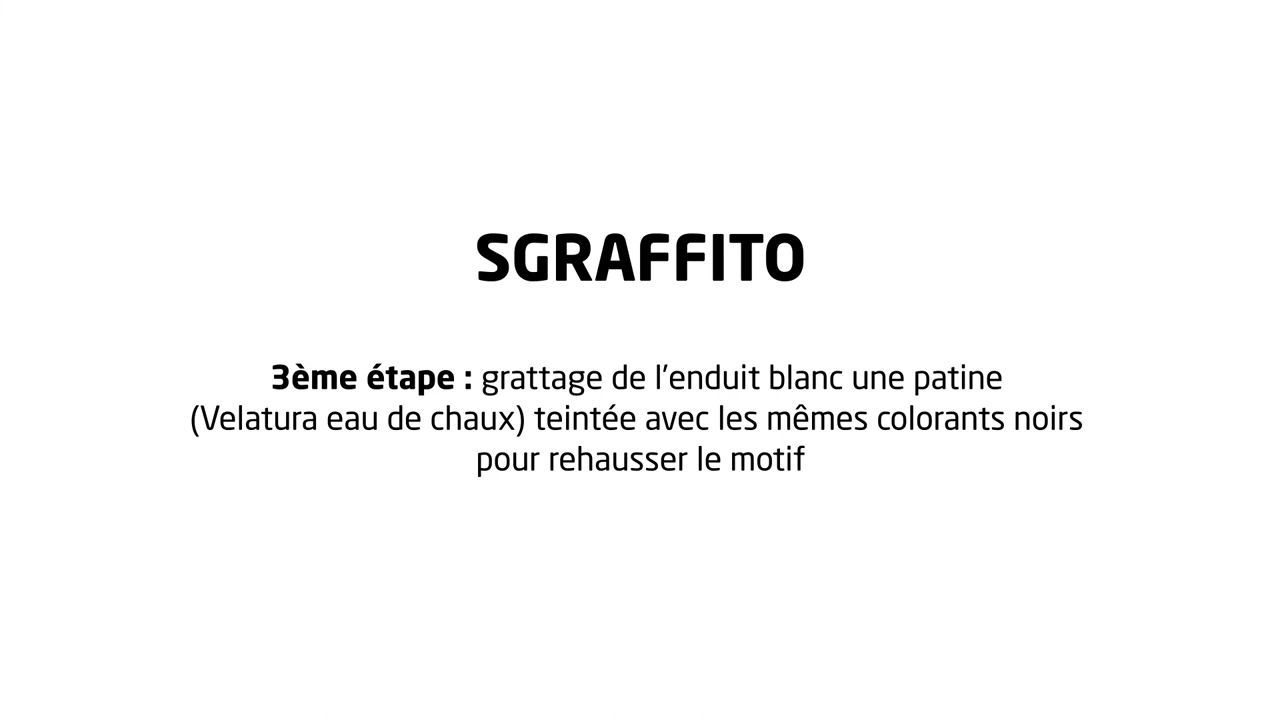 SGRAFFITO
3ème étape : grattage de l’enduit blanc une patine
(Velatura eau de chaux) teintée avec les mêmes colorants noirs
pour rehausser le motif